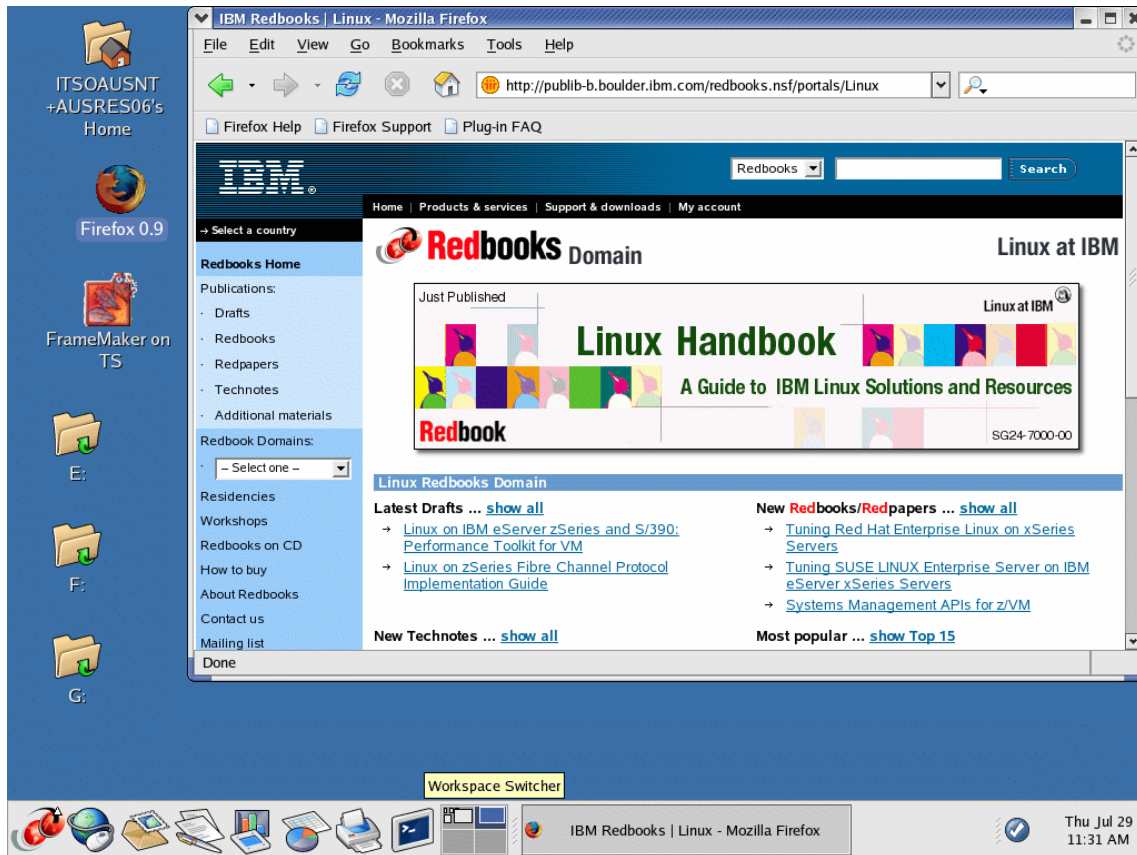 IBM Redbooks | Linux - Mozilla Firefox
File Edit View Go Bookmarks Tools Help
http://publib-b.boulder.ibm.com/redbooks.nsf/portals/Linux
Firefox Help Firefox Support Plug-in FAQ
ITSOAUSNT
+AUSRES06's
Home
Firefox 0.9
FrameMaker on
TS
E:
F:
G:
IBM®
Redbooks
Search
Home | Products & services | Support & downloads | My account
→ Select a country
Redbooks Home
Publications:
· Drafts
· Redbooks
· Redpapers
· Technotes
· Additional materials
Redbook Domains:
· – Select one –
Residencies
Workshops
Redbooks on CD
How to buy
About Redbooks
Contact us
Mailing list
Redbooks Domain
Linux at IBM
Just Published
Linux at IBM
Linux Handbook
A Guide to IBM Linux Solutions and Resources
Redbook
SG24-7000-00
Linux Redbooks Domain
Latest Drafts ... show all
→ Linux on IBM eServer zSeries and S/390:
Performance Toolkit for VM
→ Linux on zSeries Fibre Channel Protocol
Implementation Guide
New Technotes ... show all
New Redbooks/Redpapers ... show all
→ Tuning Red Hat Enterprise Linux on xSeries
Servers
→ Tuning SUSE LINUX Enterprise Server on IBM
eServer xSeries Servers
→ Systems Management APIs for z/VM
Most popular ... show Top 15
Done
Workspace Switcher
IBM Redbooks | Linux - Mozilla Firefox
Thu Jul 29
11:31 AM